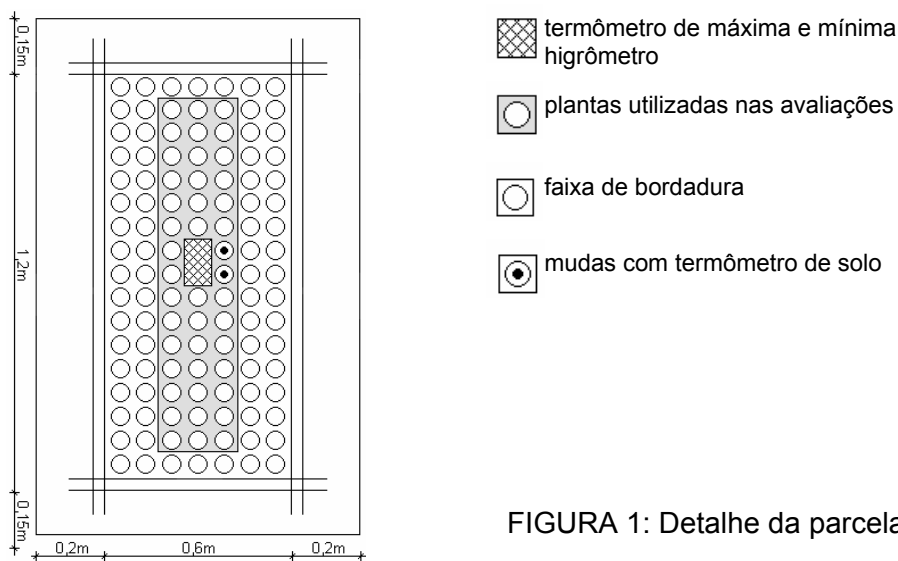 termômetro de máxima e mínima
higrômetro
plantas utilizadas nas avaliações
faixa de bordadura
mudas com termômetro de solo
FIGURA 1: Detalhe da parcela
0,15m
1,2m
0,15m
0,2m
0,6m
0,2m